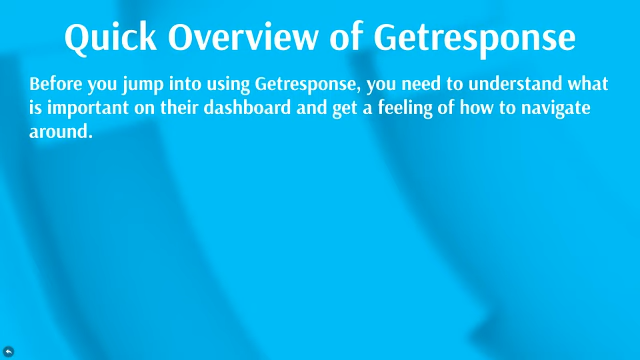 Quick Overview of Getresponse
Before you jump into using Getresponse, you need to understand what
is important on their dashboard and get a feeling of how to navigate
around.